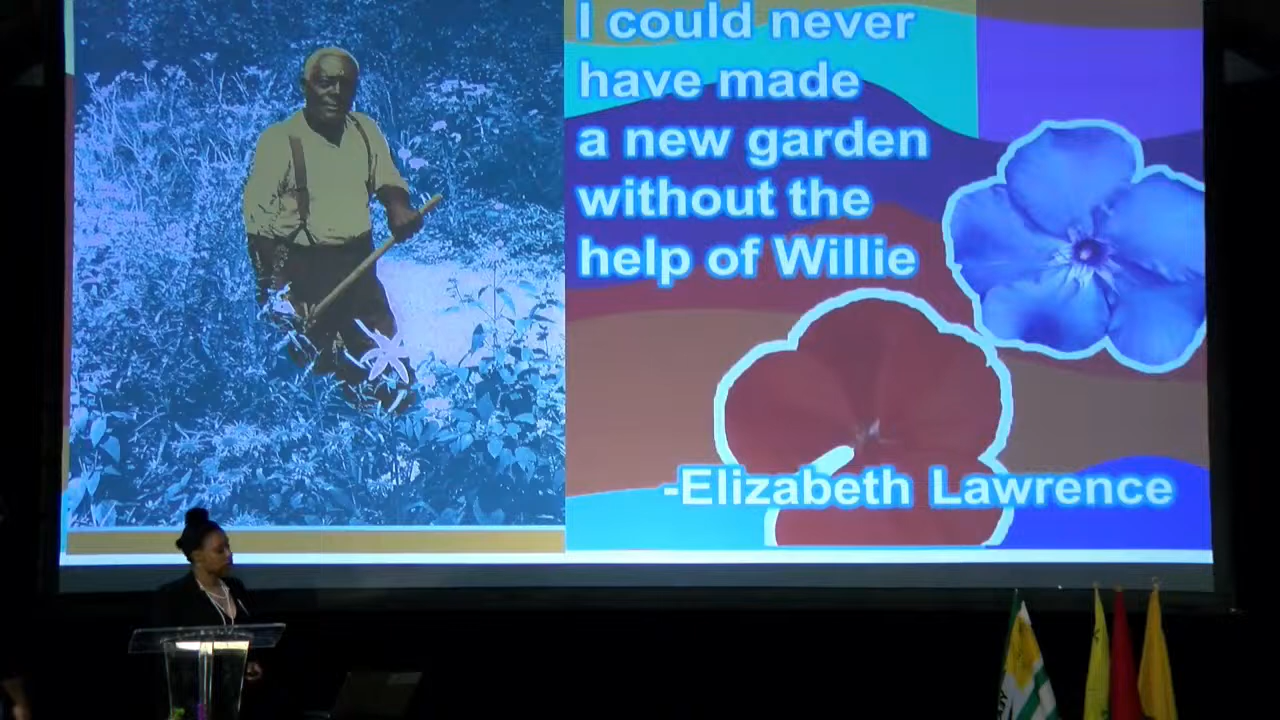 I could never
have made
a new garden
without the
help of Willie
-Elizabeth Lawrence